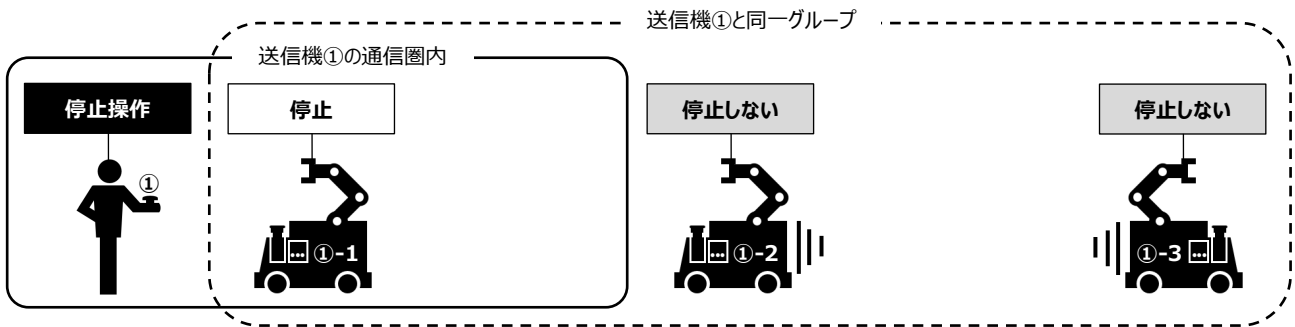 送信機①と同一グループ
送信機①の通信圏内
停止操作
停止
停止しない
停止しない
①
①-1
①-2
①-3